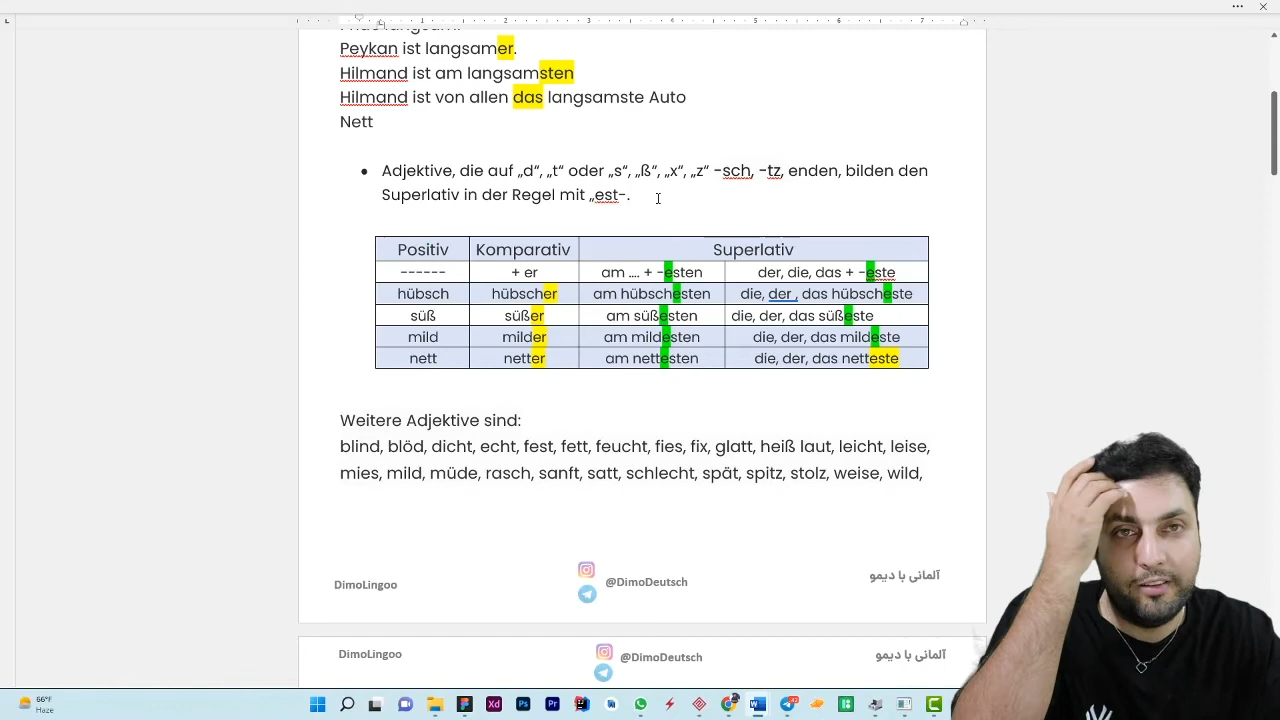 Peykan ist langsamer.
Hilmand ist am langsamsten
Hilmand ist von allen das langsamste Auto
Nett
• Adjektive, die auf „d“, „t“ oder „s“, „ß“, „x“, „z“ -sch, -tz, enden, bilden den
Superlativ in der Regel mit „est-.
Positiv Komparativ Superlativ
------ + er am .... + -esten der, die, das + -este
hübsch hübscher am hübschesten die, der , das hübscheste
süß süßer am süßesten die, der, das süßeste
mild milder am mildesten die, der, das mildeste
nett netter am nettesten die, der, das netteste
Weitere Adjektive sind:
blind, blöd, dicht, echt, fest, fett, feucht, fies, fix, glatt, heiß laut, leicht, leise,
mies, mild, müde, rasch, sanft, satt, schlecht, spät, spitz, stolz, weise, wild,
DimoLingoo @DimoDeutsch آلمانی با دیمو
DimoLingoo @DimoDeutsch آلمانی با دیمو
66°F
Haze